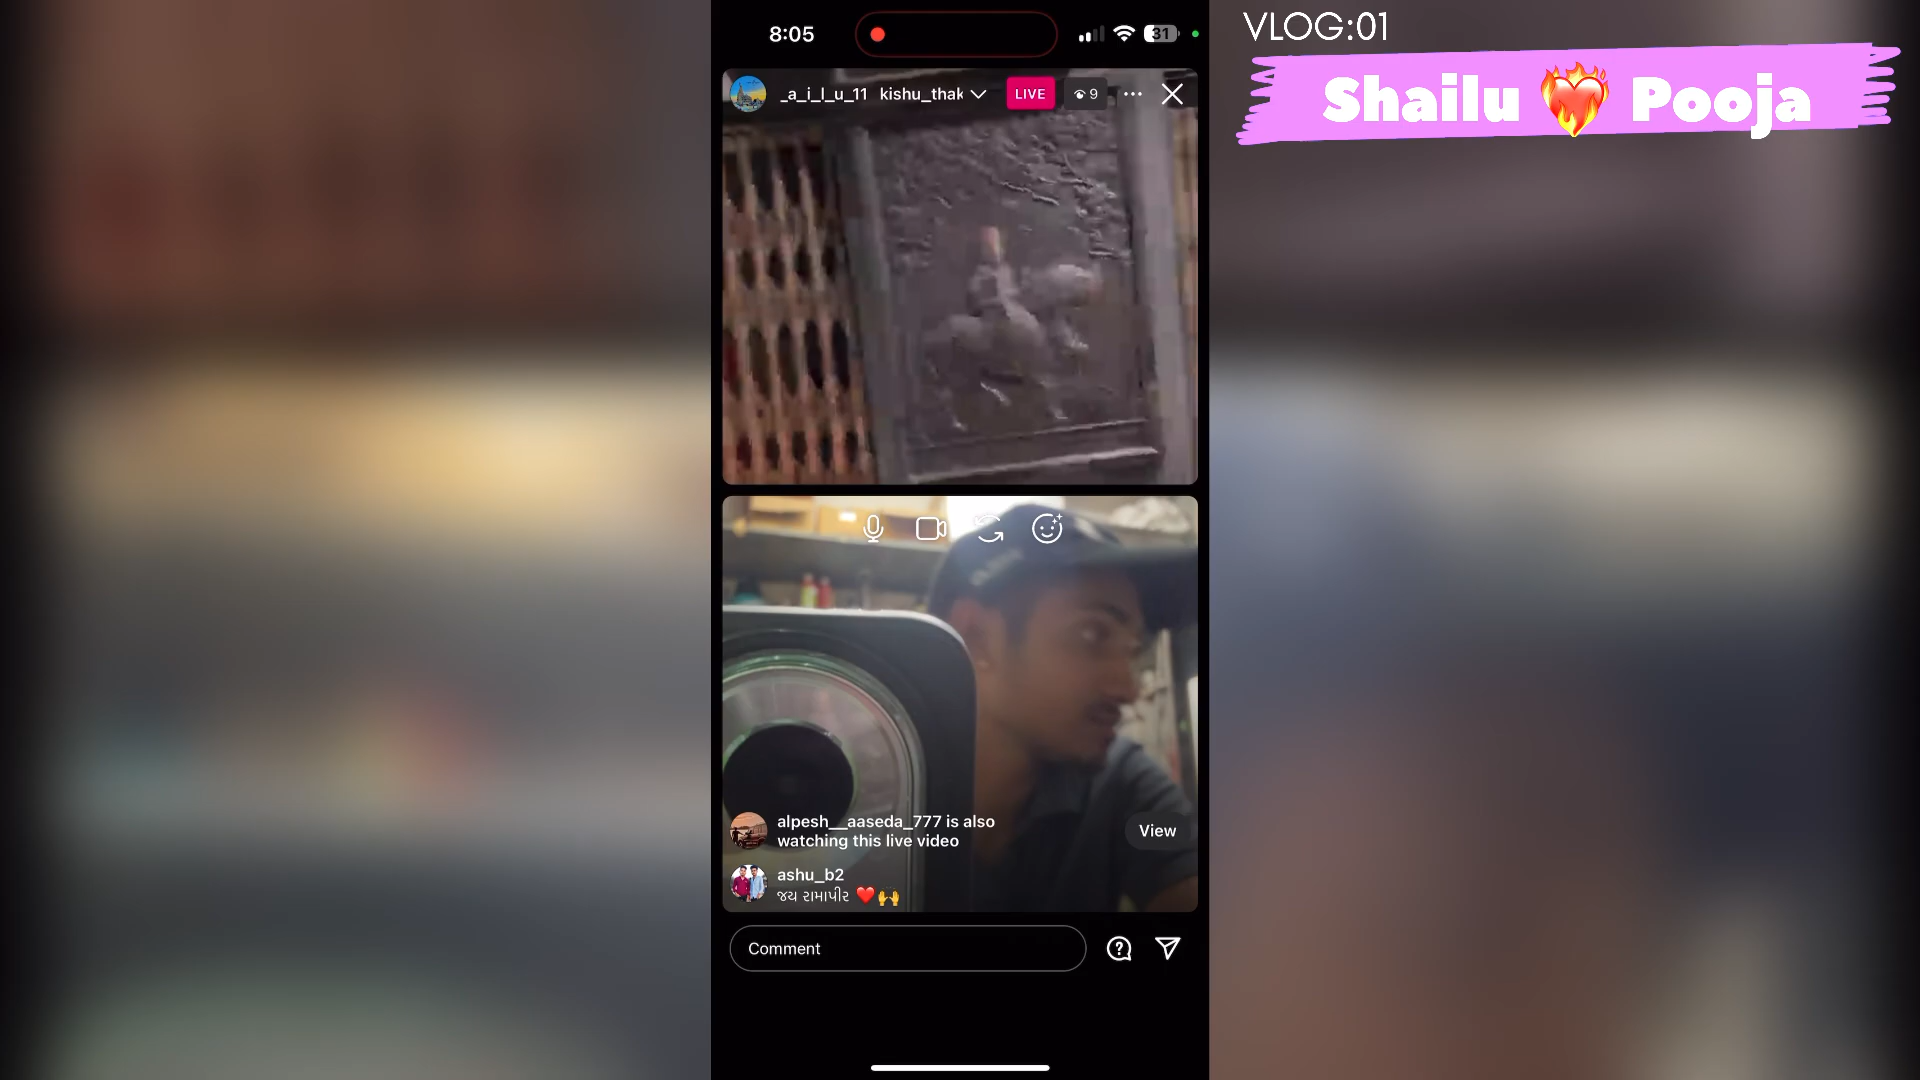 VLOG:01
Shailu ❤️‍🔥 Pooja
8:05
31
_a_i_l_u_11 kishu_thak
LIVE
9
alpesh__aaseda_777 is also
watching this live video
View
ashu_b2
જય રામાપીર ❤️🙌
Comment